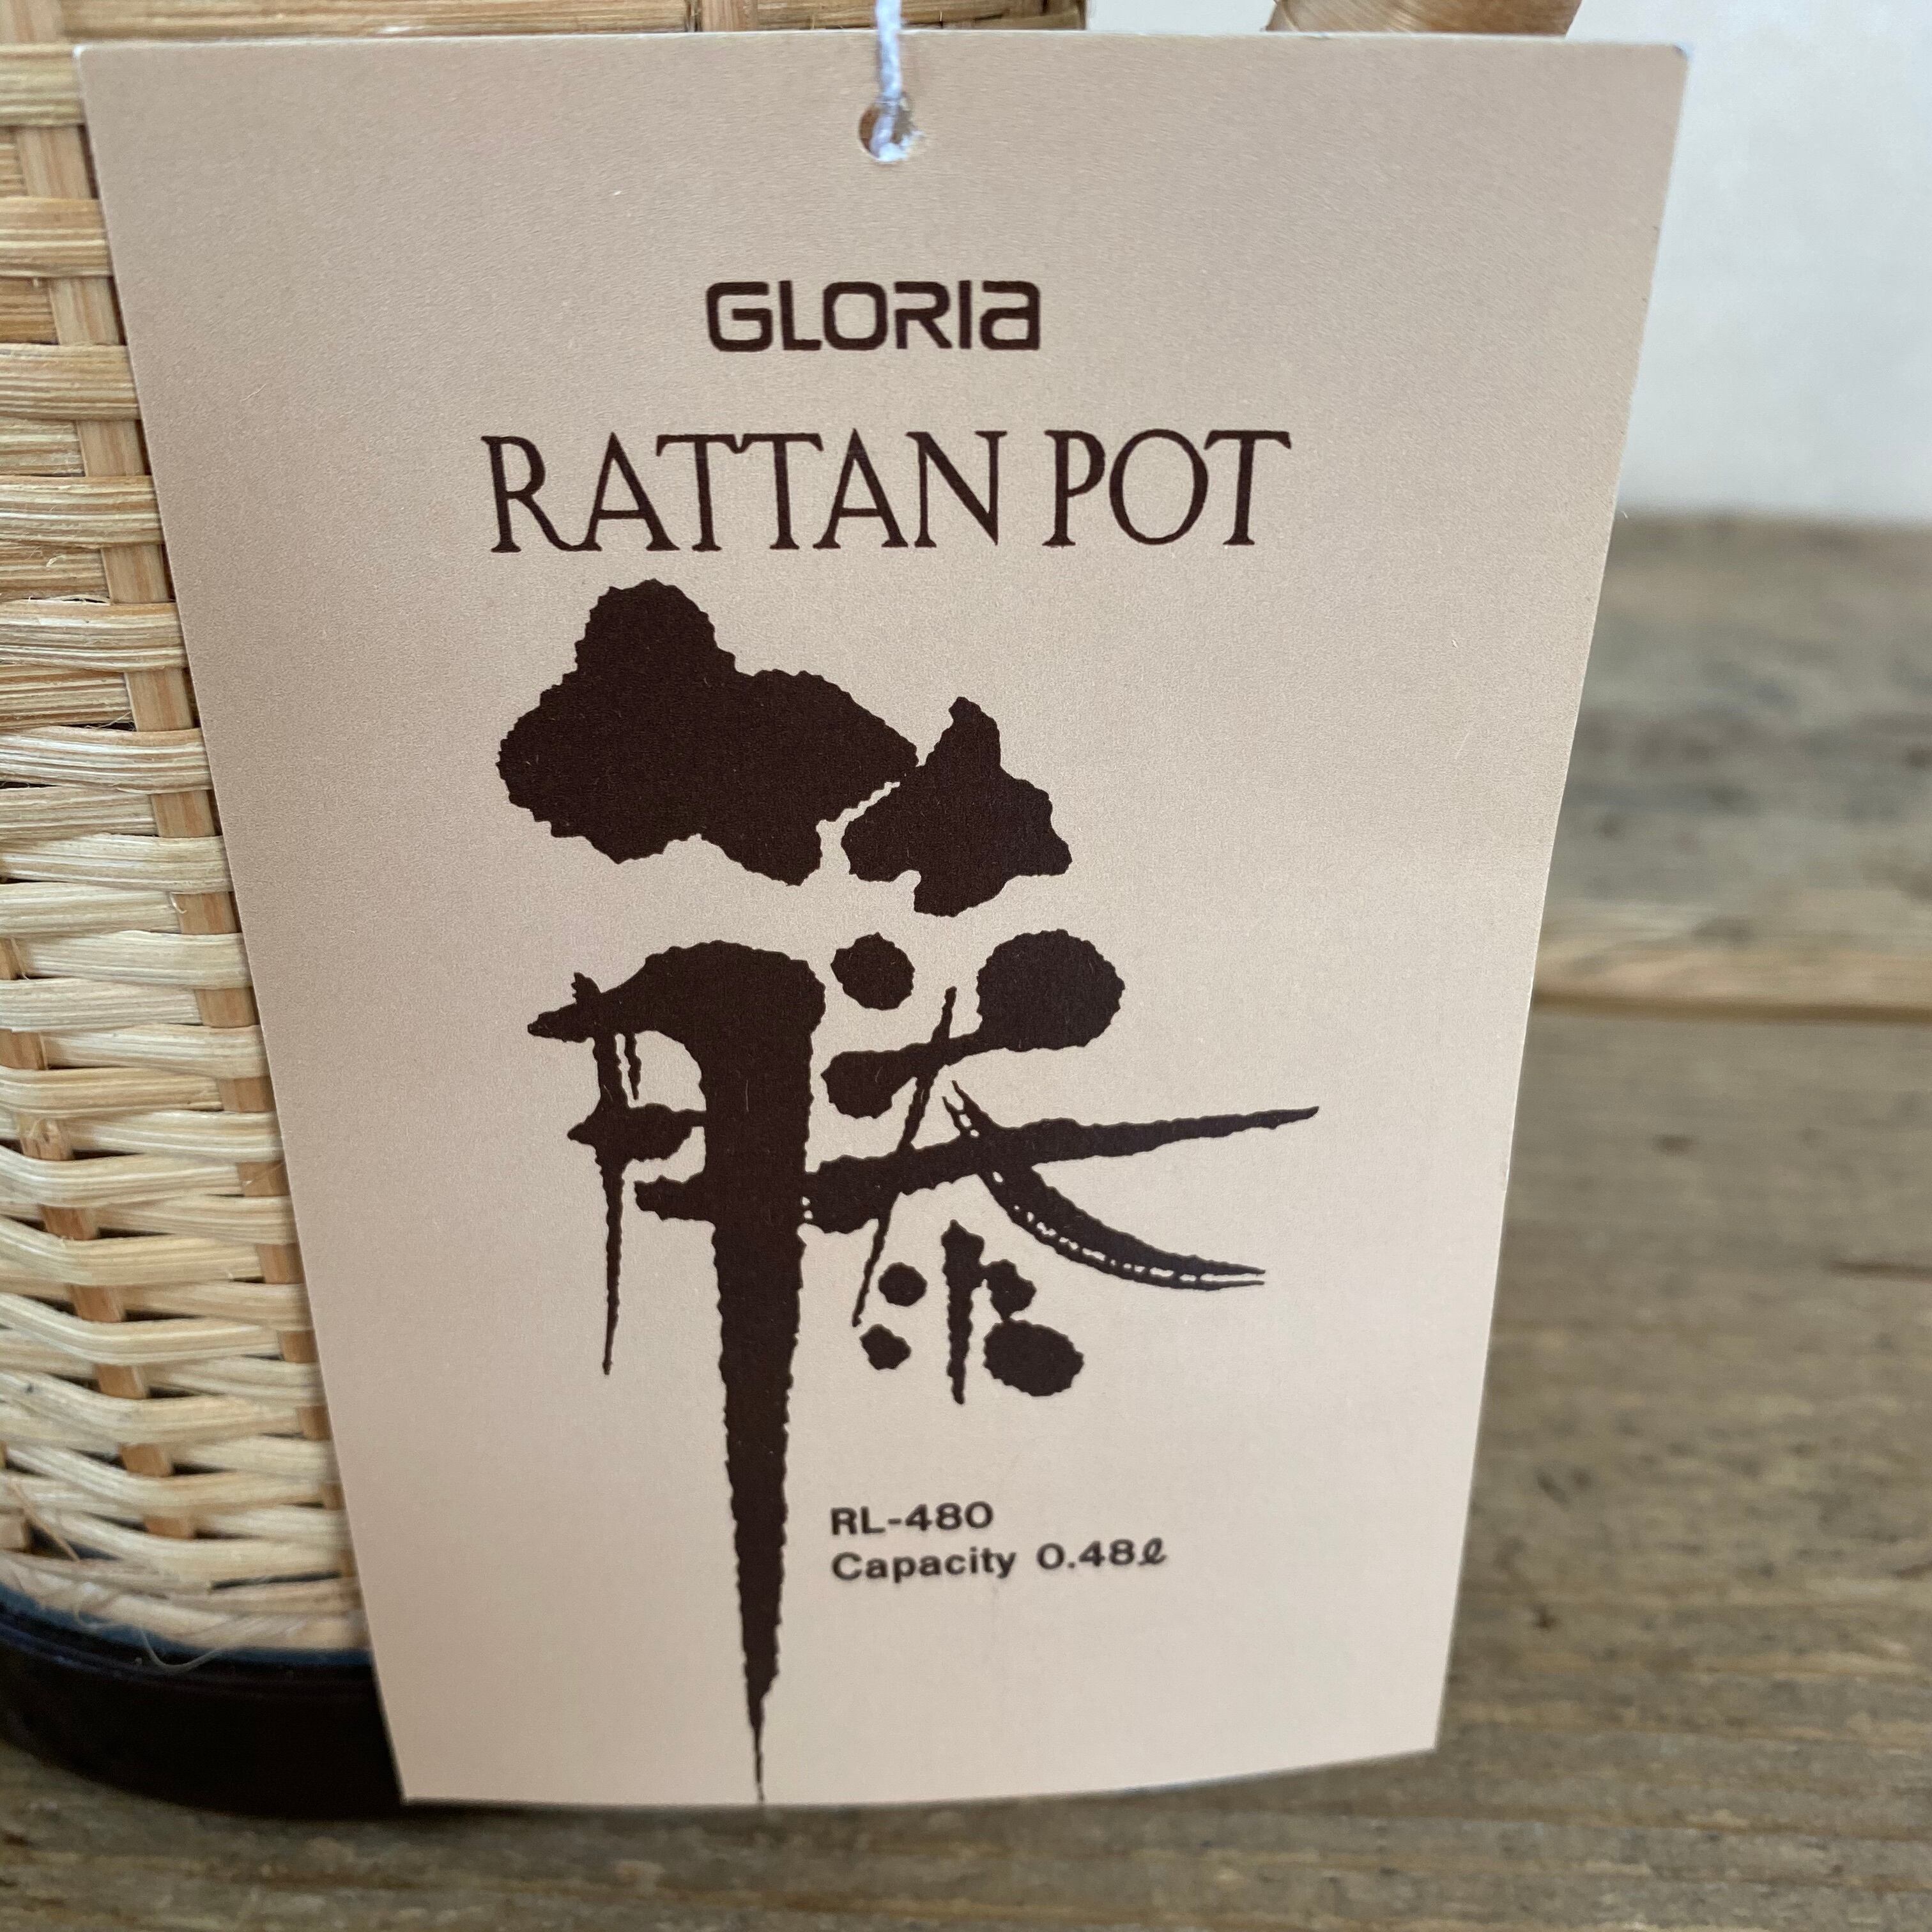 GLORIA
RATTAN POT
籐
RL-480
Capacity 0.48ℓ